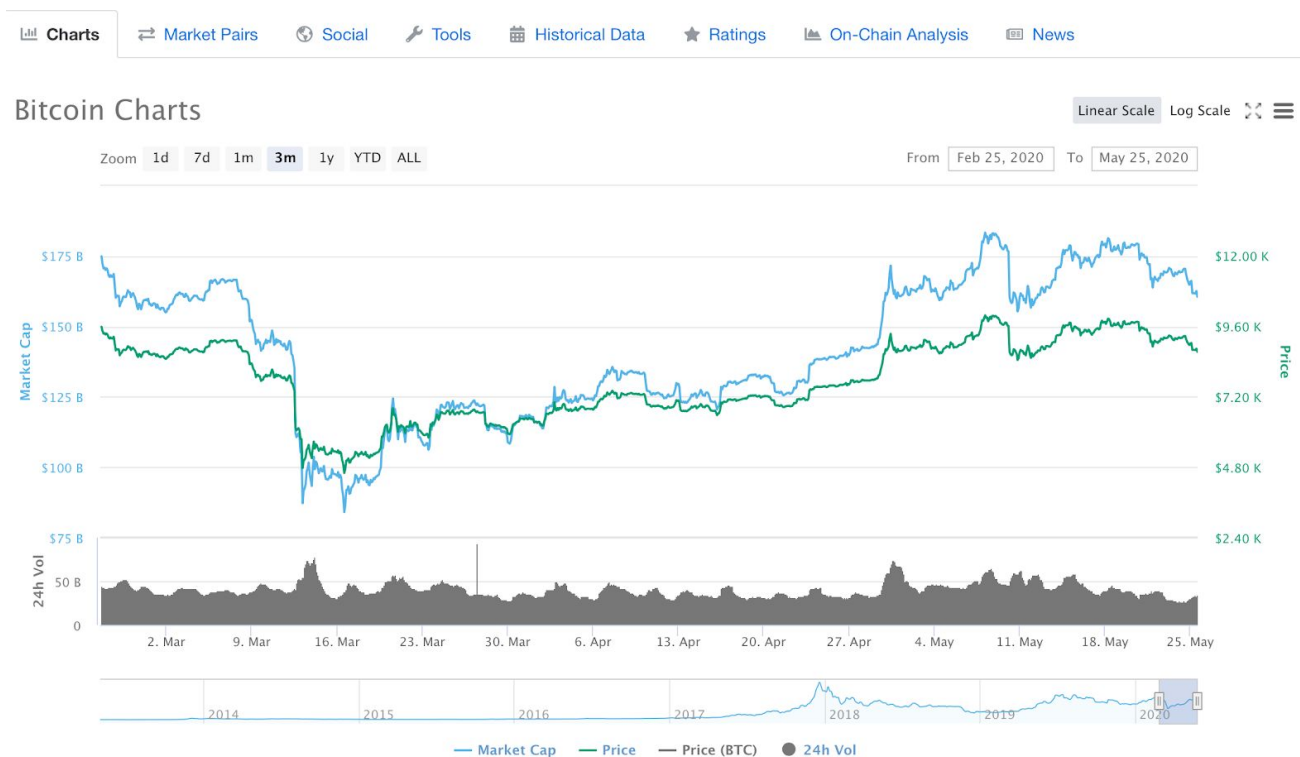 Charts Market Pairs Social Tools Historical Data Ratings On-Chain Analysis News
Bitcoin Charts
Linear Scale Log Scale
Zoom 1d 7d 1m 3m 1y YTD ALL From Feb 25, 2020 To May 25, 2020
$175 B $12.00 K
$150 B $9.60 K
Market Cap
Price
$125 B $7.20 K
$100 B $4.80 K
$75 B $2.40 K
24h Vol
50 B
0
2. Mar 9. Mar 16. Mar 23. Mar 30. Mar 6. Apr 13. Apr 20. Apr 27. Apr 4. May 11. May 18. May 25. May
2014 2015 2016 2017 2018 2019 2020
Market Cap Price Price (BTC) 24h Vol